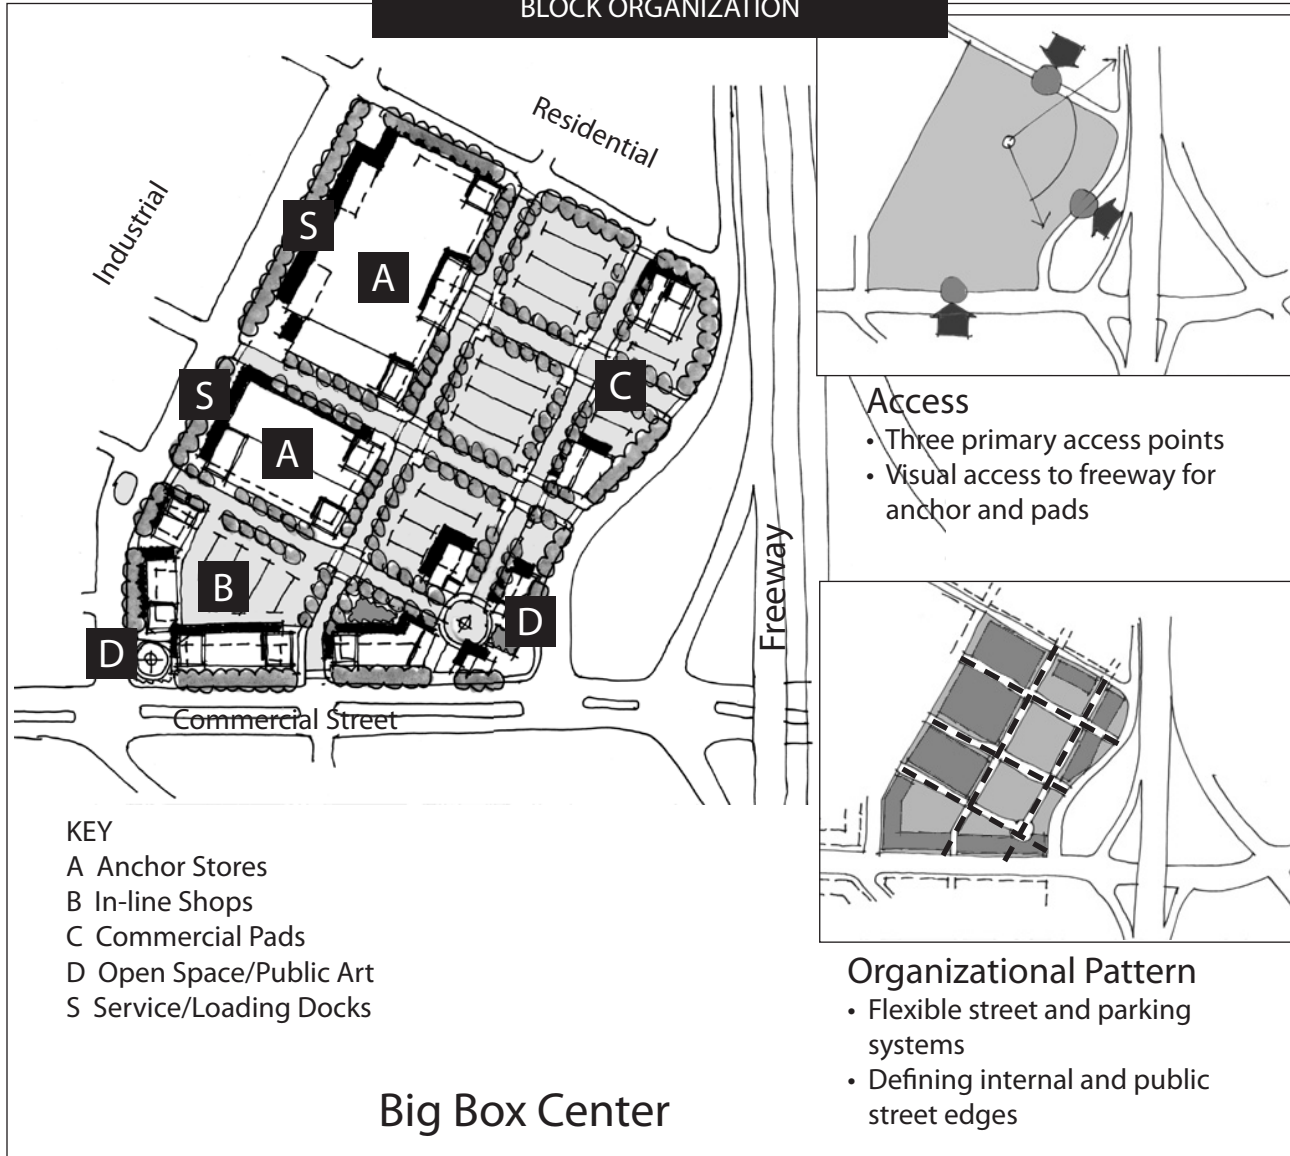 BLOCK ORGANIZATION
Residential
Industrial
S
A
S
A
C
B
D
D
Freeway
Commercial Street
KEY
A Anchor Stores
B In-line Shops
C Commercial Pads
D Open Space/Public Art
S Service/Loading Docks
Big Box Center
Access
• Three primary access points
• Visual access to freeway for
anchor and pads
Organizational Pattern
• Flexible street and parking
systems
• Defining internal and public
street edges